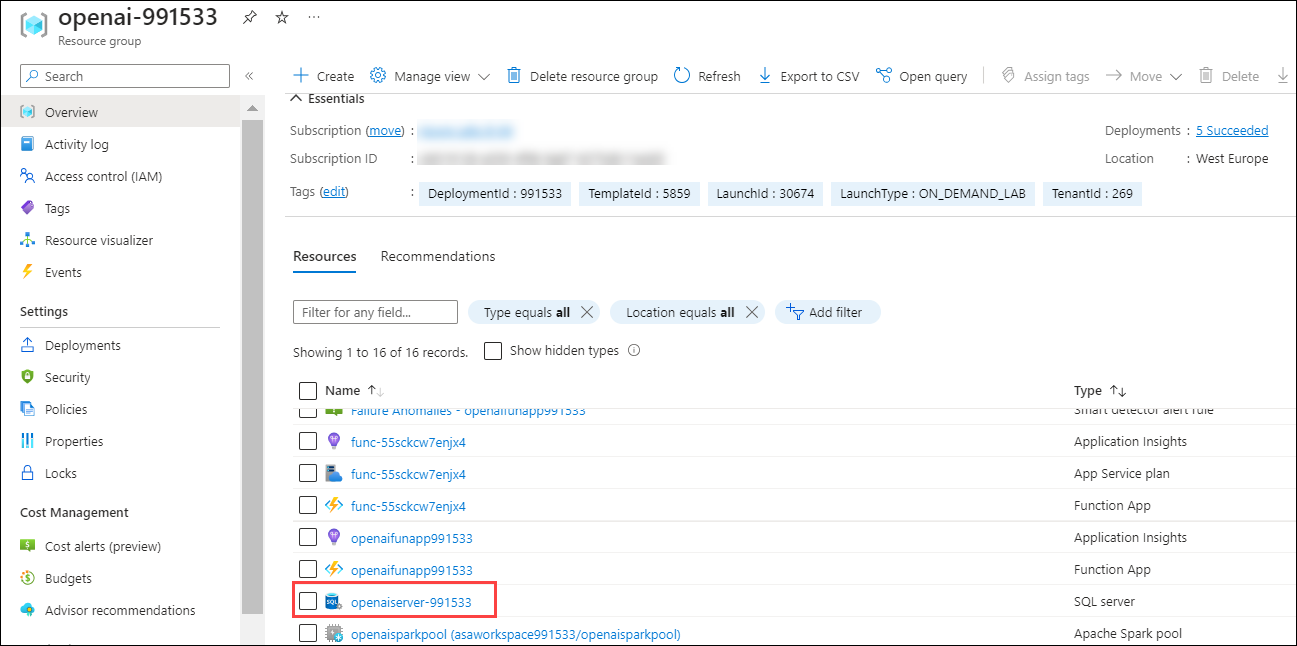 openai-991533
Resource group
Search
Create Manage view Delete resource group Refresh Export to CSV Open query Assign tags Move Delete
Essentials
Overview
Activity log
Access control (IAM)
Tags
Resource visualizer
Events
Settings
Deployments
Security
Policies
Properties
Locks
Cost Management
Cost alerts (preview)
Budgets
Advisor recommendations
Subscription (move) :
Deployments : 5 Succeeded
Subscription ID :
Location : West Europe
Tags (edit) : DeploymentId : 991533 TemplateId : 5859 LaunchId : 30674 LaunchType : ON_DEMAND_LAB TenantId : 269
Resources Recommendations
Filter for any field... Type equals all Location equals all Add filter
Showing 1 to 16 of 16 records. Show hidden types
Name Type
Failure Anomalies - openaifunapp991533 Smart detector alert rule
func-55sckcw7enjx4 Application Insights
func-55sckcw7enjx4 App Service plan
func-55sckcw7enjx4 Function App
openaifunapp991533 Application Insights
openaifunapp991533 Function App
openaiserver-991533 SQL server
openaisparkpool (asaworkspace991533/openaisparkpool) Apache Spark pool